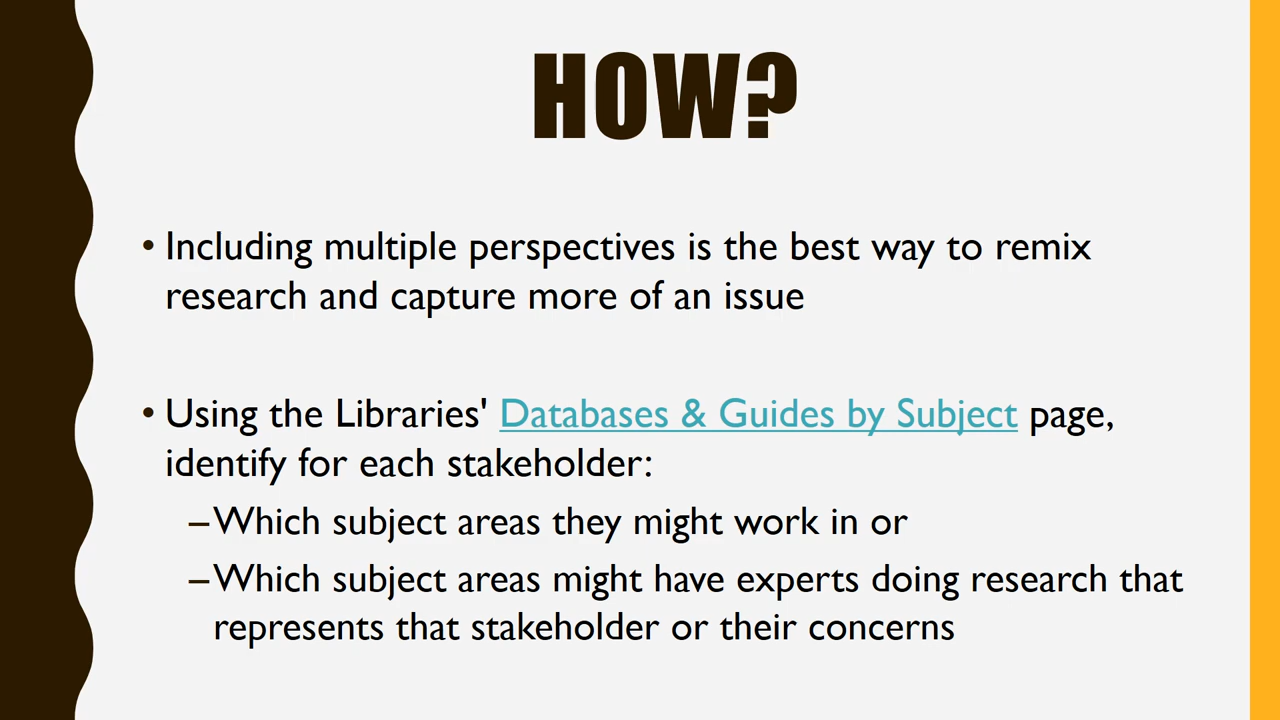 HOW?
• Including multiple perspectives is the best way to remix
research and capture more of an issue
• Using the Libraries' Databases & Guides by Subject page,
identify for each stakeholder:
–Which subject areas they might work in or
–Which subject areas might have experts doing research that
represents that stakeholder or their concerns